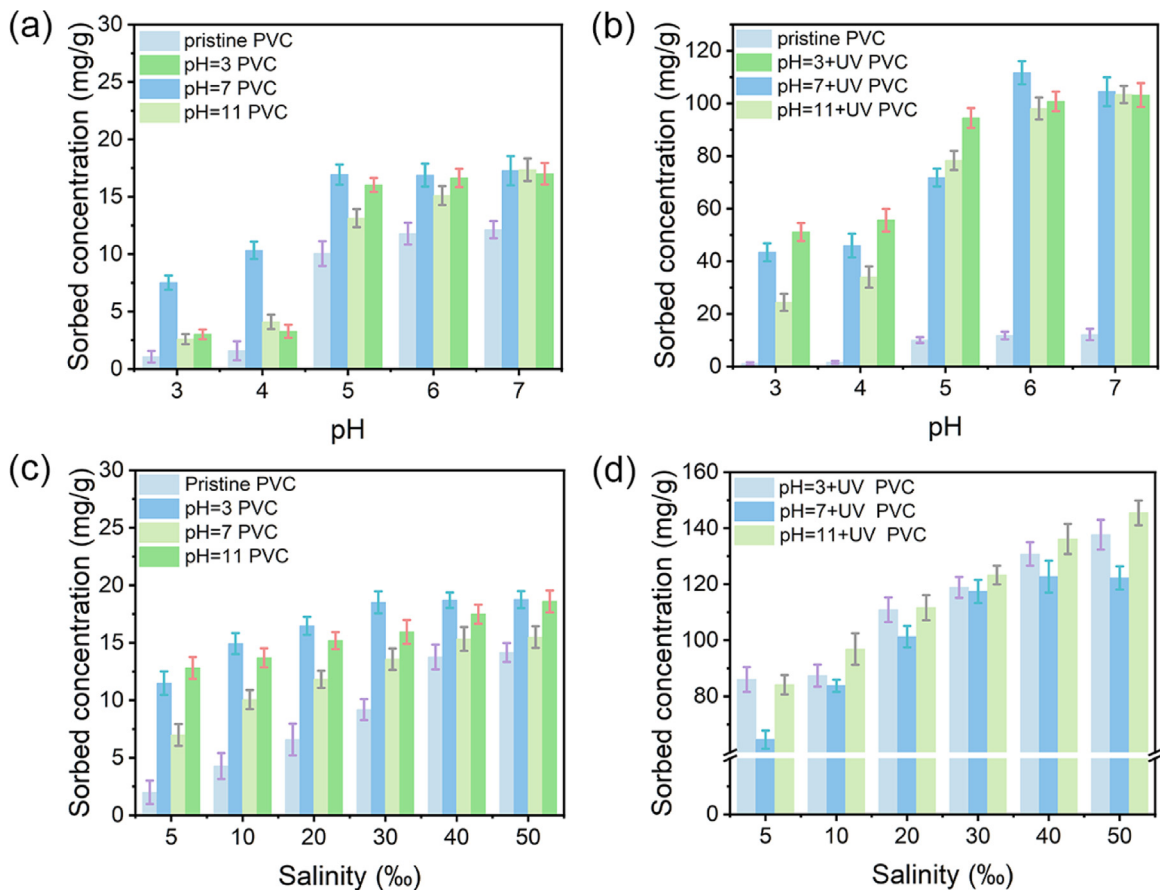 (a)
30
25
20
15
10
5
0
Sorbed concentration (mg/g)
pristine PVC
pH=3 PVC
pH=7 PVC
pH=11 PVC
3 4 5 6 7
pH
(b)
120
100
80
60
40
20
0
Sorbed concentration (mg/g)
pristine PVC
pH=3+UV PVC
pH=7+UV PVC
pH=11+UV PVC
3 4 5 6 7
pH
(c)
30
25
20
15
10
5
0
Sorbed concentration (mg/g)
Pristine PVC
pH=3 PVC
pH=7 PVC
pH=11 PVC
5 10 20 30 40 50
Salinity (‰)
(d)
160
140
120
100
80
0
Sorbed concentration (mg/g)
pH=3+UV PVC
pH=7+UV PVC
pH=11+UV PVC
5 10 20 30 40 50
Salinity (‰)